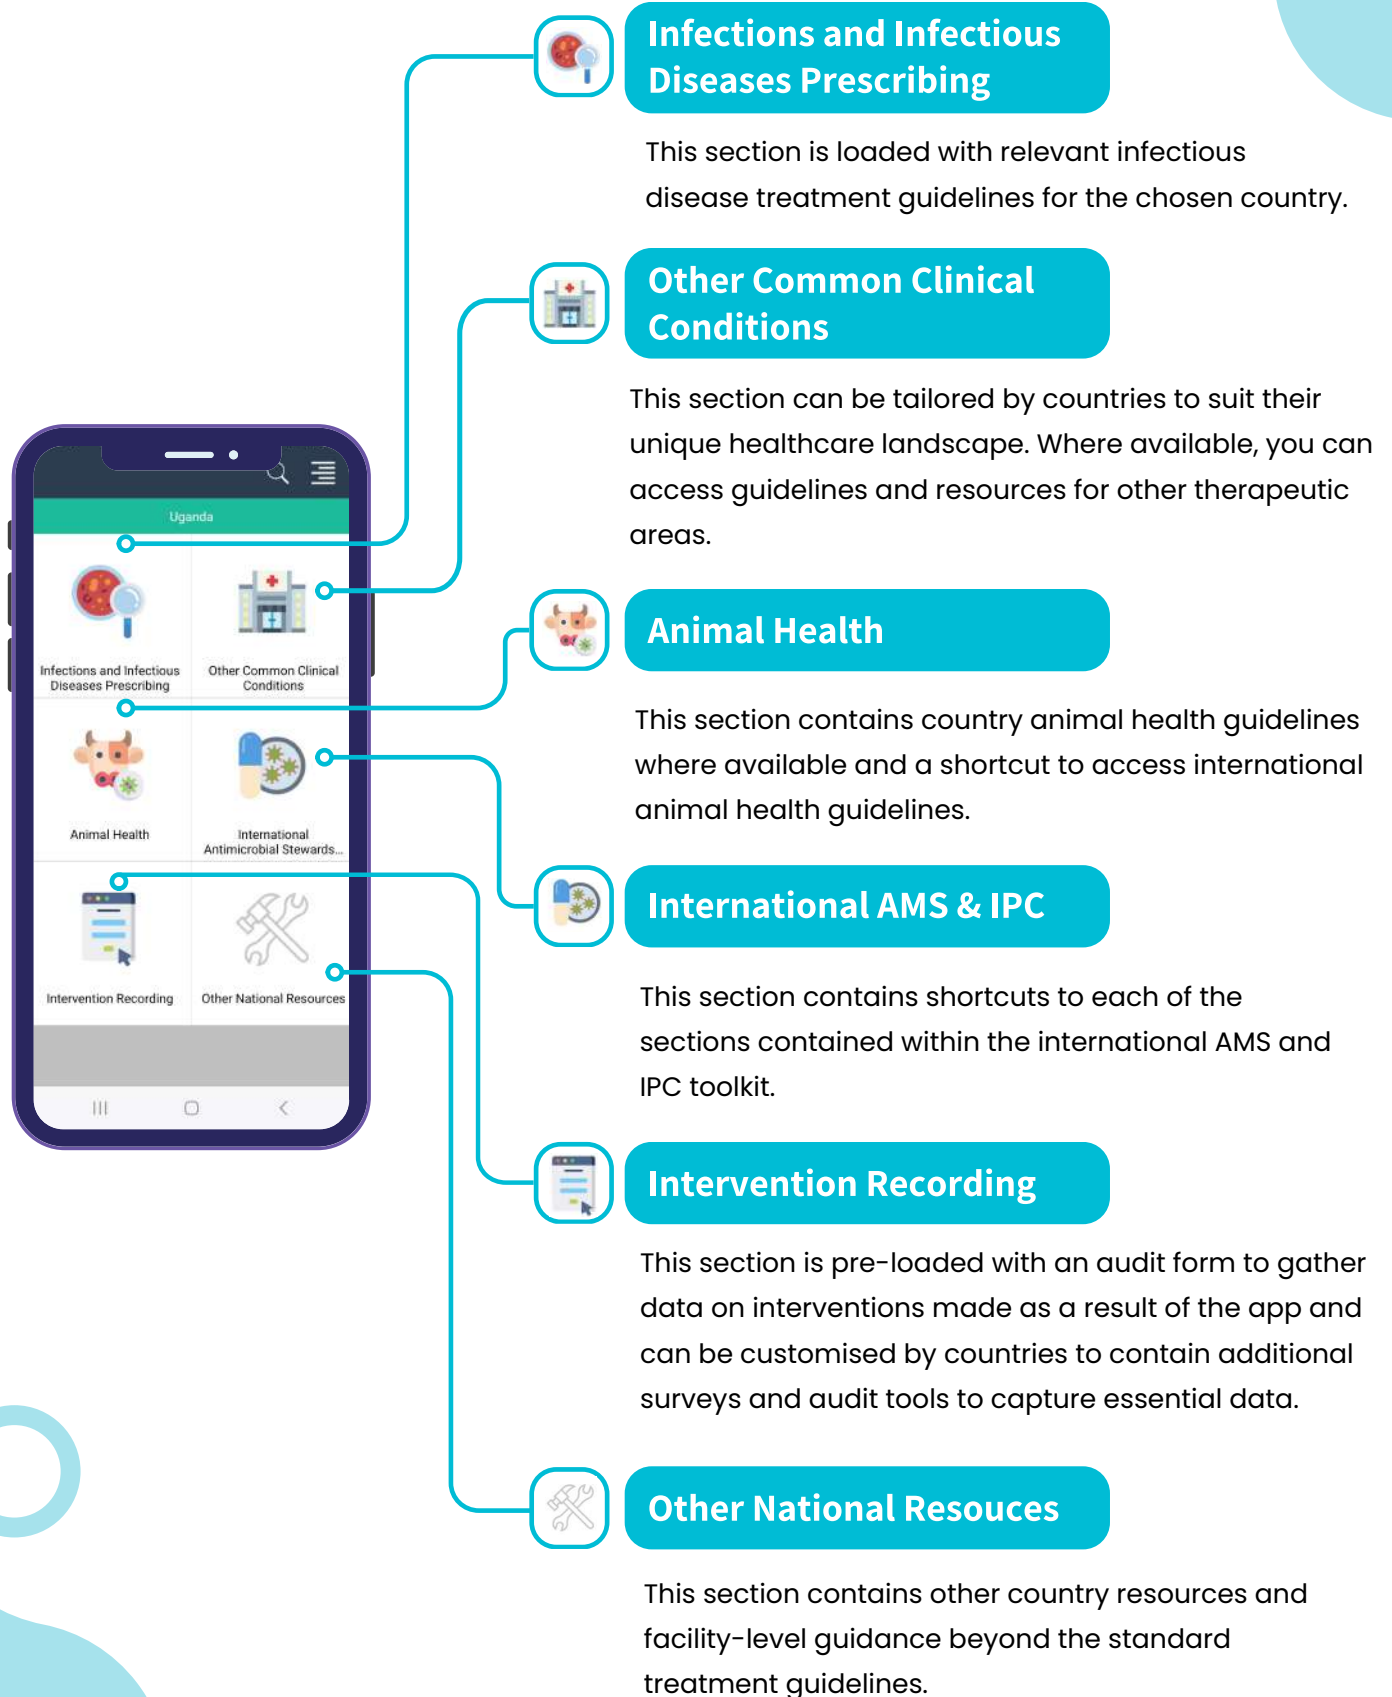 Infections and Infectious
Diseases Prescribing
This section is loaded with relevant infectious
disease treatment guidelines for the chosen country.
Other Common Clinical
Conditions
This section can be tailored by countries to suit their
unique healthcare landscape. Where available, you can
access guidelines and resources for other therapeutic
areas.
Uganda
Infections and Infectious
Diseases Prescribing
Other Common Clinical
Conditions
Animal Health
International
Antimicrobial Stewards...
Intervention Recording
Other National Resources
Animal Health
This section contains country animal health guidelines
where available and a shortcut to access international
animal health guidelines.
International AMS & IPC
This section contains shortcuts to each of the
sections contained within the international AMS and
IPC toolkit.
Intervention Recording
This section is pre-loaded with an audit form to gather
data on interventions made as a result of the app and
can be customised by countries to contain additional
surveys and audit tools to capture essential data.
Other National Resouces
This section contains other country resources and
facility-level guidance beyond the standard
treatment guidelines.